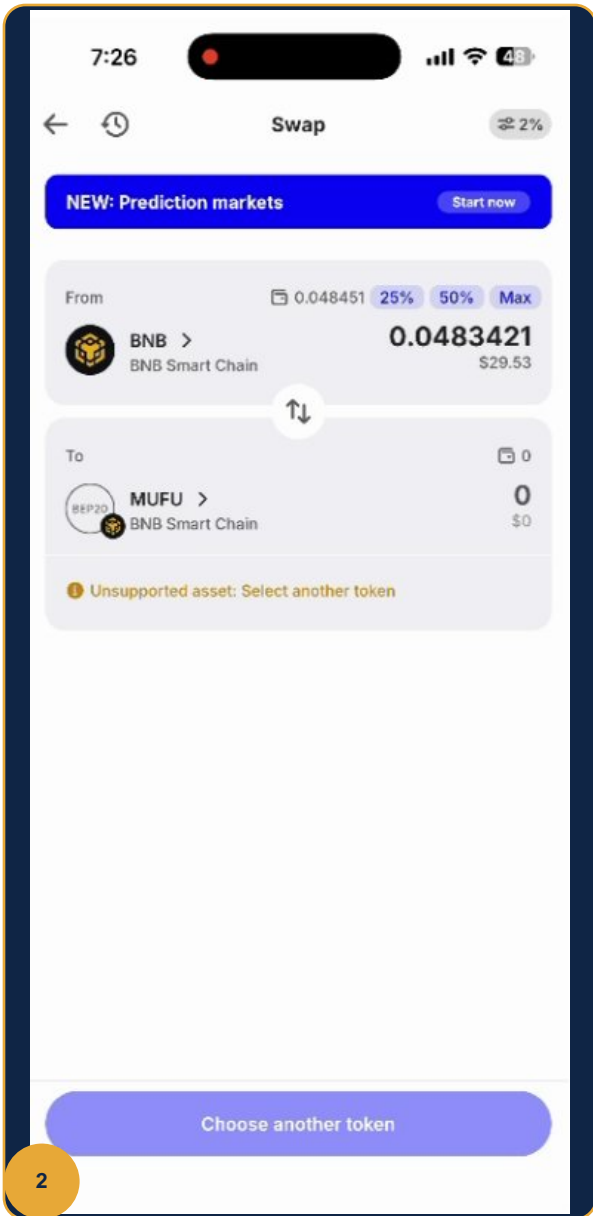 7:26
48
Swap
2%
NEW: Prediction markets
Start now
From
0.048451
25%
50%
Max
BNB >
0.0483421
BNB Smart Chain
$29.53
To
0
BEP20
MUFU >
0
BNB Smart Chain
$0
Unsupported asset: Select another token
Choose another token
2